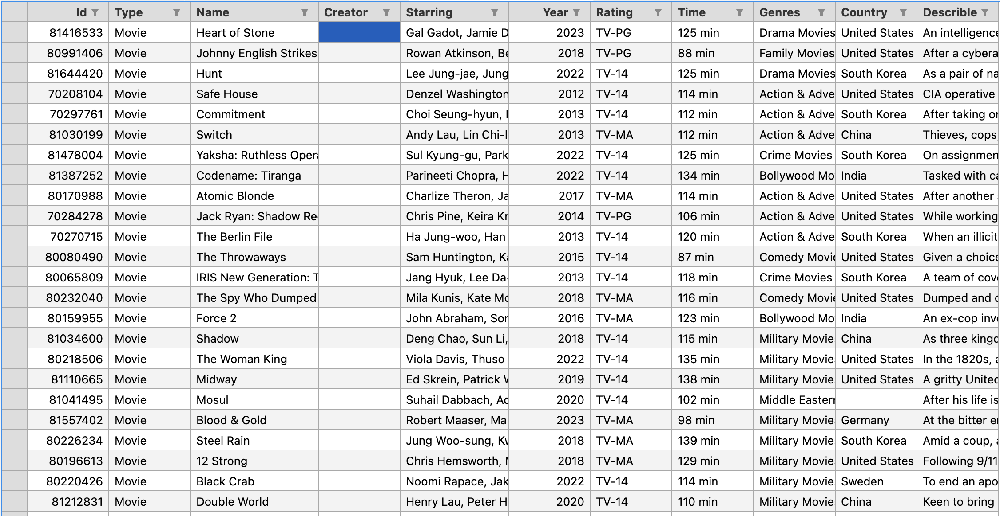 Id Type Name Creator Starring Year Rating Time Genres Country Describle
81416533 Movie Heart of Stone Gal Gadot, Jamie D 2023 TV-PG 125 min Drama Movies United States An intelligence
80991406 Movie Johnny English Strikes Rowan Atkinson, Be 2018 TV-PG 88 min Family Movies United States After a cybera
81644420 Movie Hunt Lee Jung-jae, Jung 2022 TV-14 125 min Drama Movies South Korea As a pair of na
70208104 Movie Safe House Denzel Washington 2012 TV-14 114 min Action & Adve United States CIA operative
70297761 Movie Commitment Choi Seung-hyun, 2013 TV-14 112 min Action & Adve South Korea After taking or
81030199 Movie Switch Andy Lau, Lin Chi-l 2013 TV-MA 112 min Action & Adve China Thieves, cops,
81478004 Movie Yaksha: Ruthless Oper Sul Kyung-gu, Park 2022 TV-14 125 min Crime Movies South Korea On assignmen
81387252 Movie Codename: Tiranga Parineeti Chopra, H 2022 TV-14 134 min Bollywood Mo India Tasked with ca
80170988 Movie Atomic Blonde Charlize Theron, Ja 2017 TV-MA 114 min Action & Adve United States After another
70284278 Movie Jack Ryan: Shadow Re Chris Pine, Keira Kr 2014 TV-PG 106 min Action & Adve United States While working
70270715 Movie The Berlin File Ha Jung-woo, Han 2013 TV-14 120 min Action & Adve South Korea When an illicit
80080490 Movie The Throwaways Sam Huntington, Ka 2015 TV-14 87 min Comedy Movie United States Given a choice
80065809 Movie IRIS New Generation: T Jang Hyuk, Lee Da- 2013 TV-14 118 min Crime Movies South Korea A team of cove
80232040 Movie The Spy Who Dumped Mila Kunis, Kate Mc 2018 TV-MA 116 min Comedy Movie United States Dumped and
80159955 Movie Force 2 John Abraham, Sor 2016 TV-MA 123 min Bollywood Mo India An ex-cop inve
81034600 Movie Shadow Deng Chao, Sun Li, 2018 TV-14 115 min Military Movie China As three kingd
80218506 Movie The Woman King Viola Davis, Thuso 2022 TV-14 135 min Military Movie United States In the 1820s, a
81110665 Movie Midway Ed Skrein, Patrick W 2019 TV-14 138 min Military Movie United States A gritty United
81041495 Movie Mosul Suhail Dabbach, Ad 2020 TV-14 102 min Middle Eastern After his life is
81557402 Movie Blood & Gold Robert Maaser, Mar 2023 TV-MA 98 min Military Movie Germany At the bitter en
80226234 Movie Steel Rain Jung Woo-sung, Kw 2018 TV-MA 139 min Military Movie South Korea Amid a coup, a
80196613 Movie 12 Strong Chris Hemsworth, 2018 TV-MA 129 min Military Movie United States Following 9/11
80220426 Movie Black Crab Noomi Rapace, Jak 2022 TV-14 114 min Military Movie Sweden To end an apo
81212831 Movie Double World Henry Lau, Peter H 2020 TV-14 110 min Military Movie China Keen to bring